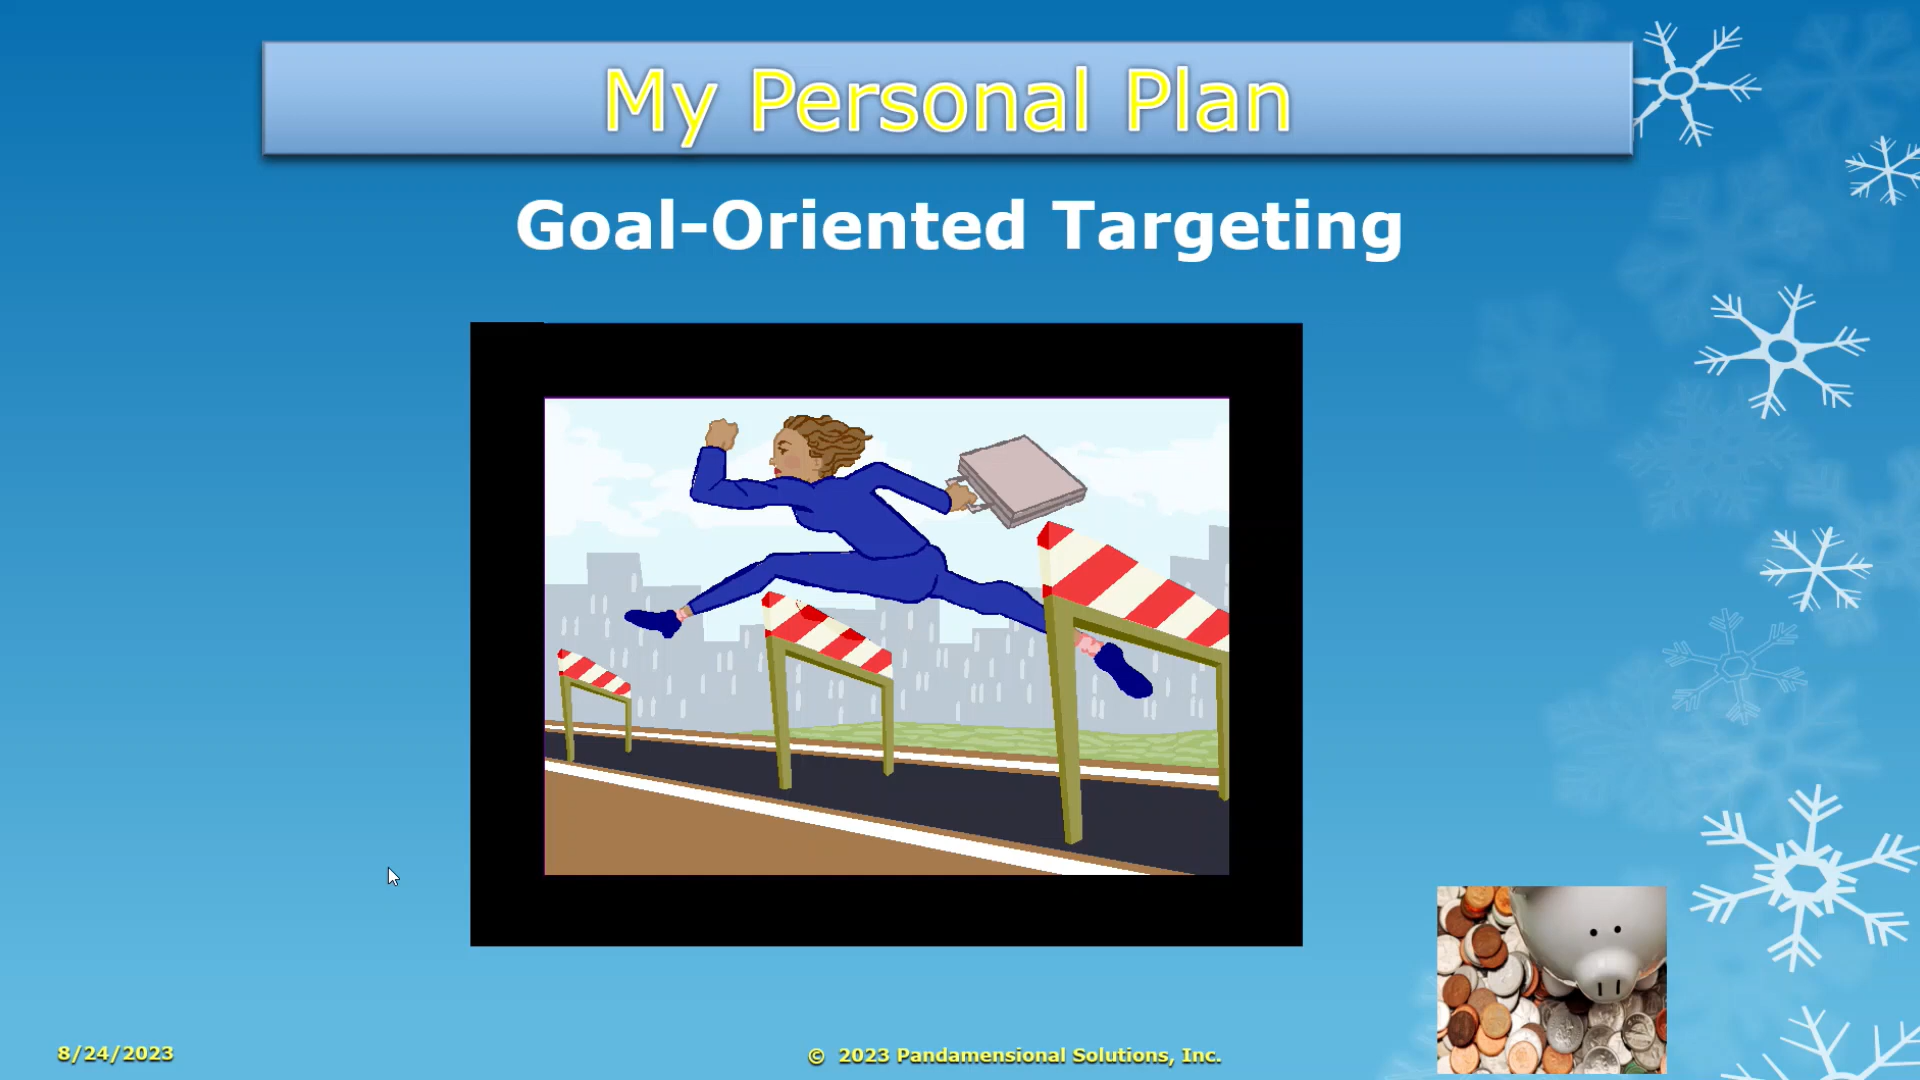 My Personal Plan
Goal-Oriented Targeting
8/24/2023
© 2023 Pandamensional Solutions, Inc.